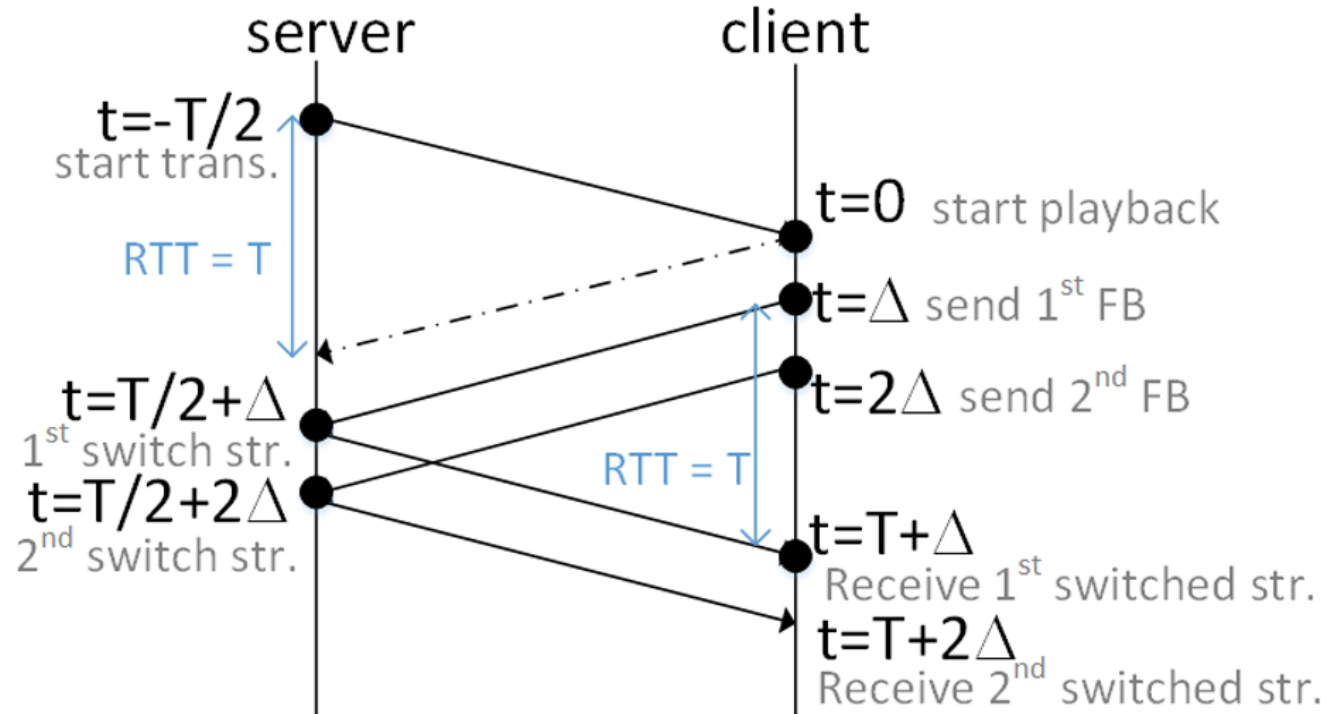 server
client
t=-T/2
start trans.
t=0 start playback
RTT = T
t=Δ send 1st FB
t=2Δ send 2nd FB
t=T/2+Δ
1st switch str.
RTT = T
t=T/2+2Δ
2nd switch str.
t=T+Δ
Receive 1st switched str.
t=T+2Δ
Receive 2nd switched str.